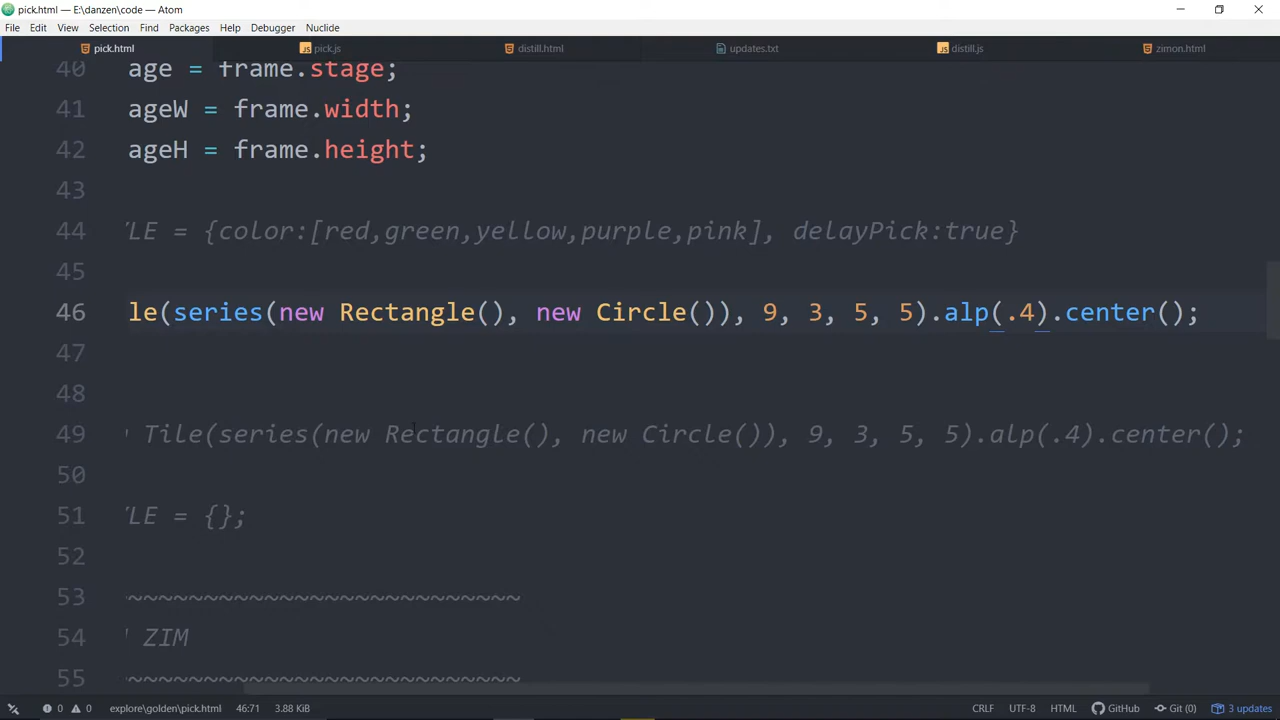 pick.html — E:\danzen\code — Atom
File Edit View Selection Find Packages Help Debugger Nuclide
pick.html pick.js distill.html updates.txt distill.js zimon.html
40 age = frame.stage;
41 ageW = frame.width;
42 ageH = frame.height;
43
44 LE = {color:[red,green,yellow,purple,pink], delayPick:true}
45
46 le(series(new Rectangle(), new Circle()), 9, 3, 5, 5).alp(.4).center();
47
48
49 Tile(series(new Rectangle(), new Circle()), 9, 3, 5, 5).alp(.4).center();
50
51 LE = {};
52
53 ~~~~~~~~~~~~~~~~~~~~~~~~~~
54 ZIM
55 ~~~~~~~~~~~~~~~~~~~~~~~~~~
0 0 explore\golden\pick.html 46:71 CRLF UTF-8 HTML GitHub Git (0) 3 updates